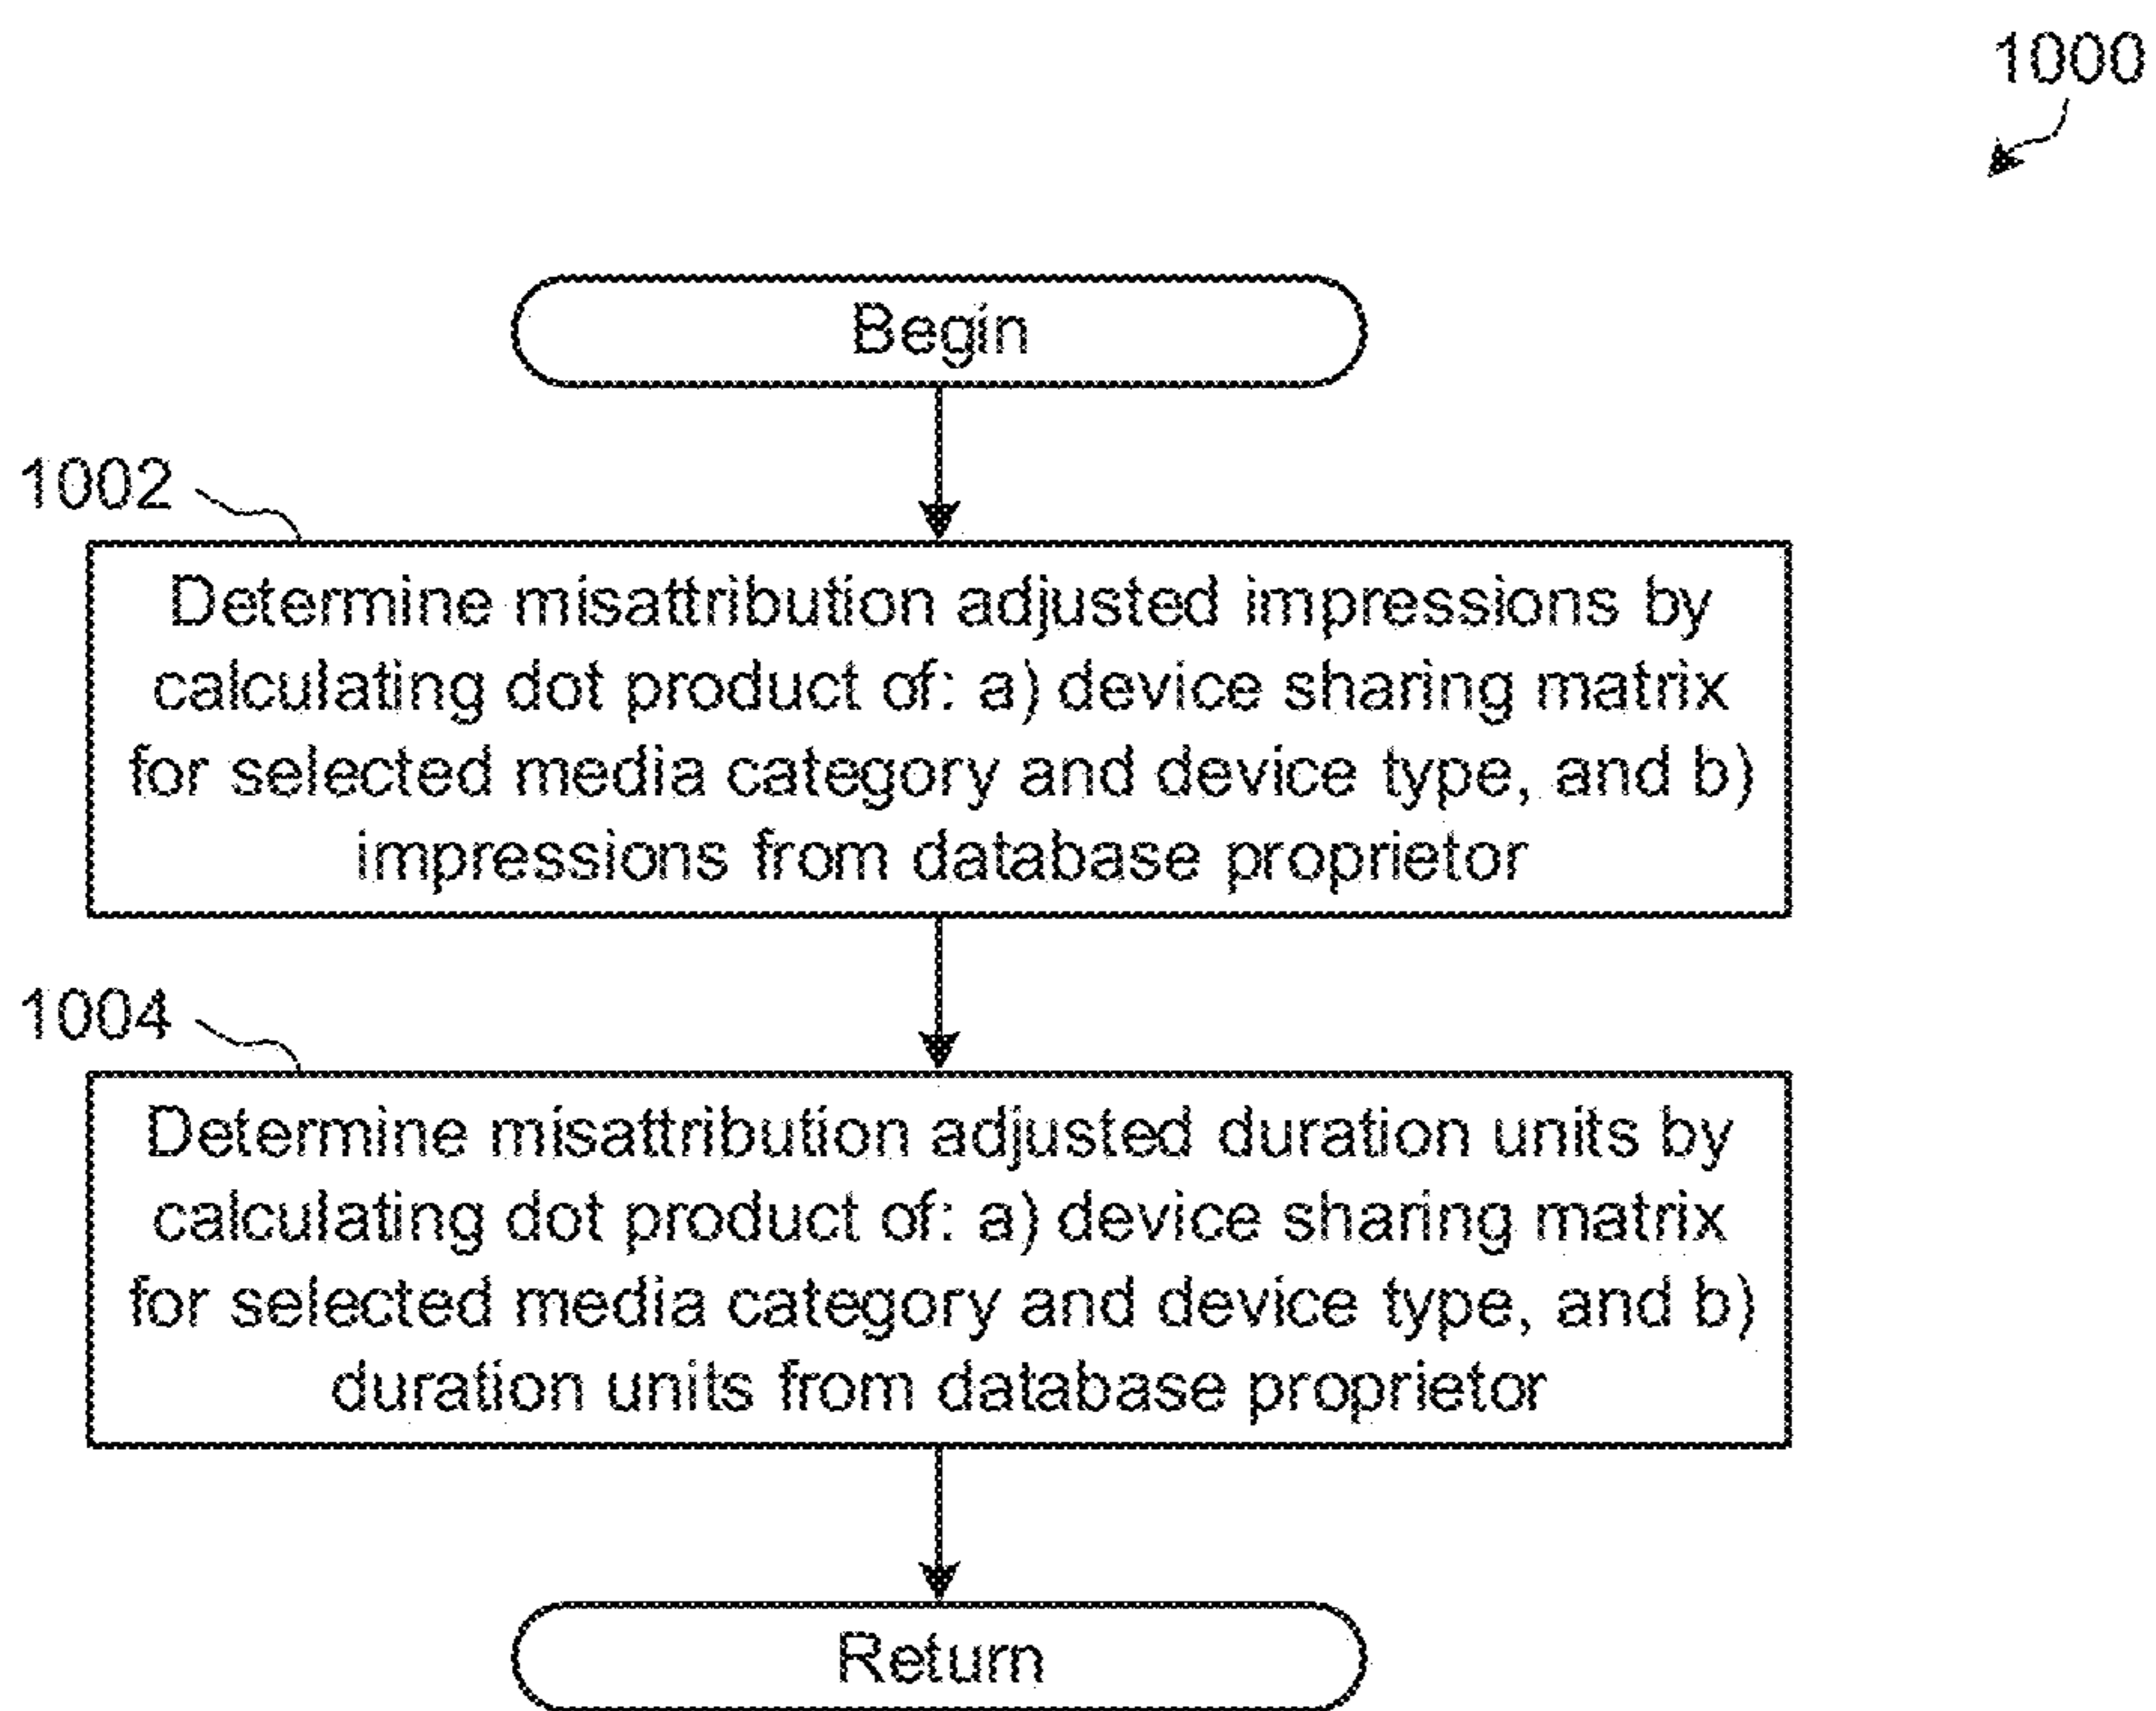 1000
Begin
1002
Determine misattribution adjusted impressions by
calculating dot product of: a) device sharing matrix
for selected media category and device type, and b)
impressions from database proprietor
1004
Determine misattribution adjusted duration units by
calculating dot product of: a) device sharing matrix
for selected media category and device type, and b)
duration units from database proprietor
Return